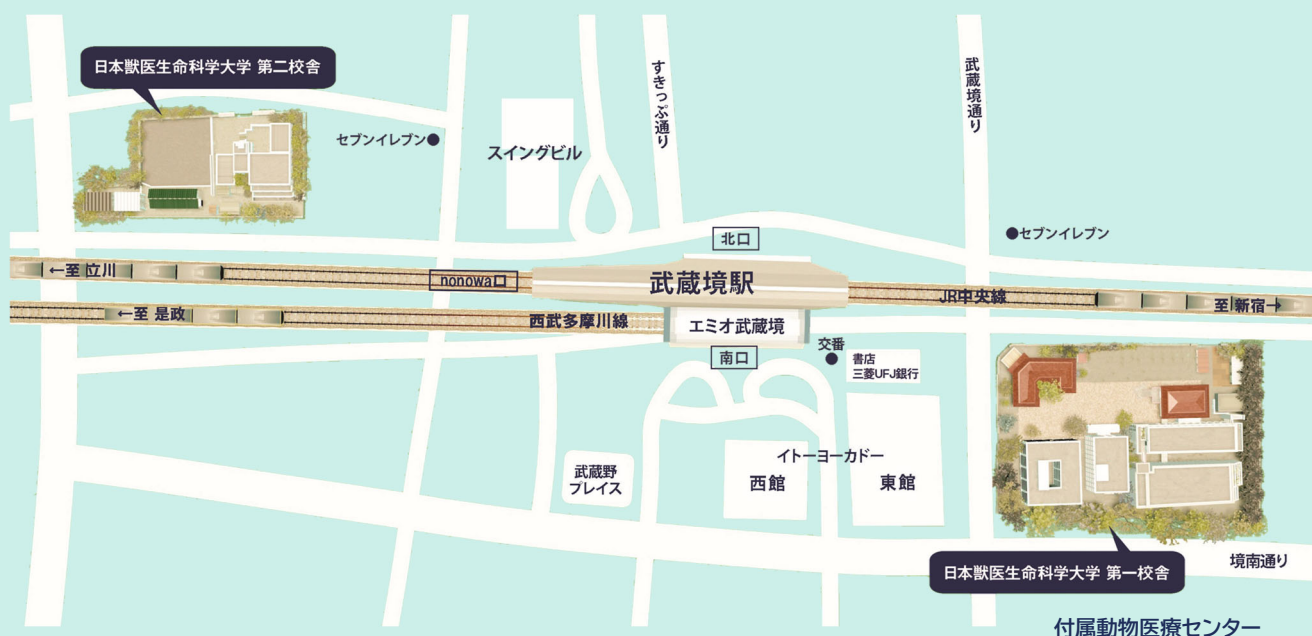 日本獣医生命科学大学 第二校舎
セブンイレブン
スイングビル
すきっぷ通り
武蔵境通り
セブンイレブン
北口
←至 立川
nonowa口
武蔵境駅
JR中央線
至 新宿→
←至 是政
西武多摩川線
エミオ武蔵境
南口
交番
書店
三菱UFJ銀行
武蔵野
プレイス
イトーヨーカドー
西館
東館
日本獣医生命科学大学 第一校舎
境南通り
付属動物医療センター